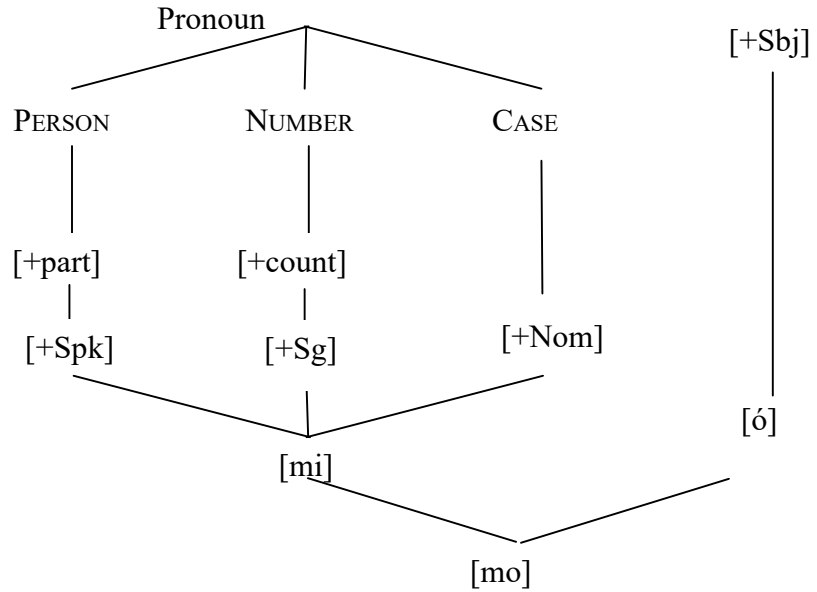 Pronoun
[+Sbj]
PERSON NUMBER CASE
[+part] [+count]
[+Spk] [+Sg] [+Nom]
[ó]
[mi]
[mo]